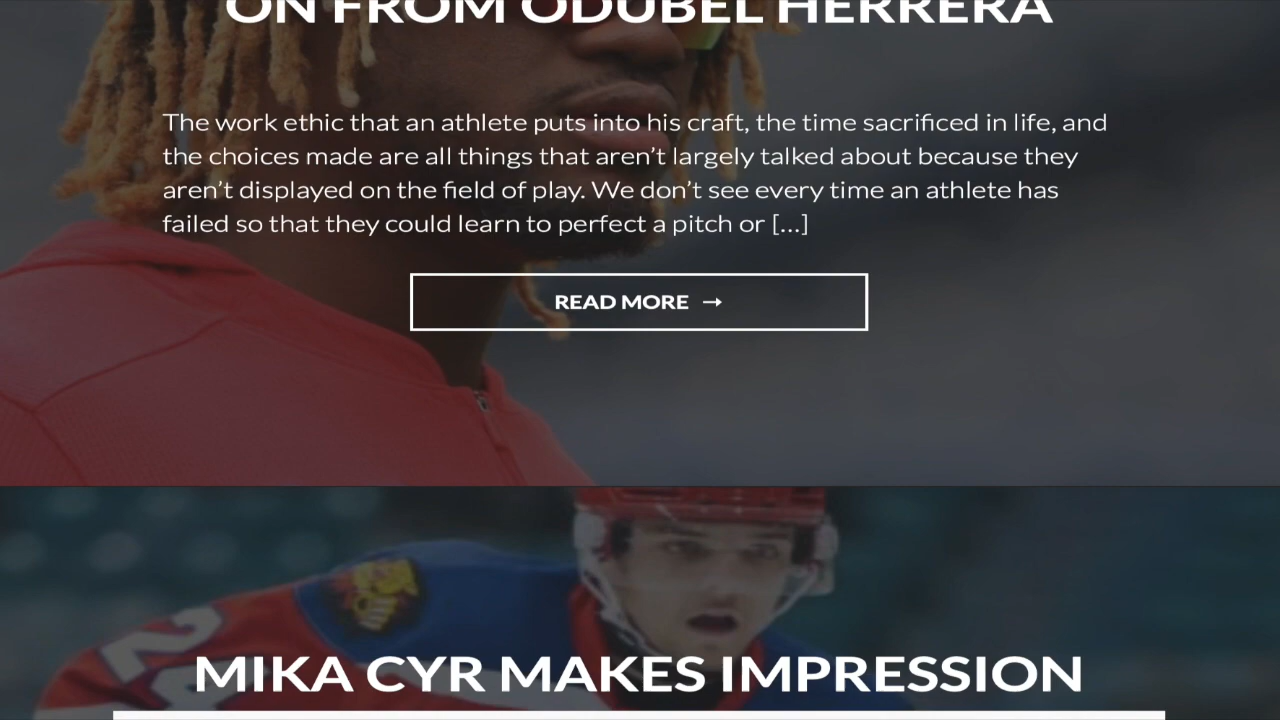 ON FROM ODUBEL HERRERA
The work ethic that an athlete puts into his craft, the time sacrificed in life, and
the choices made are all things that aren’t largely talked about because they
aren’t displayed on the field of play. We don’t see every time an athlete has
failed so that they could learn to perfect a pitch or [...]
READ MORE →
2
MIKA CYR MAKES IMPRESSION